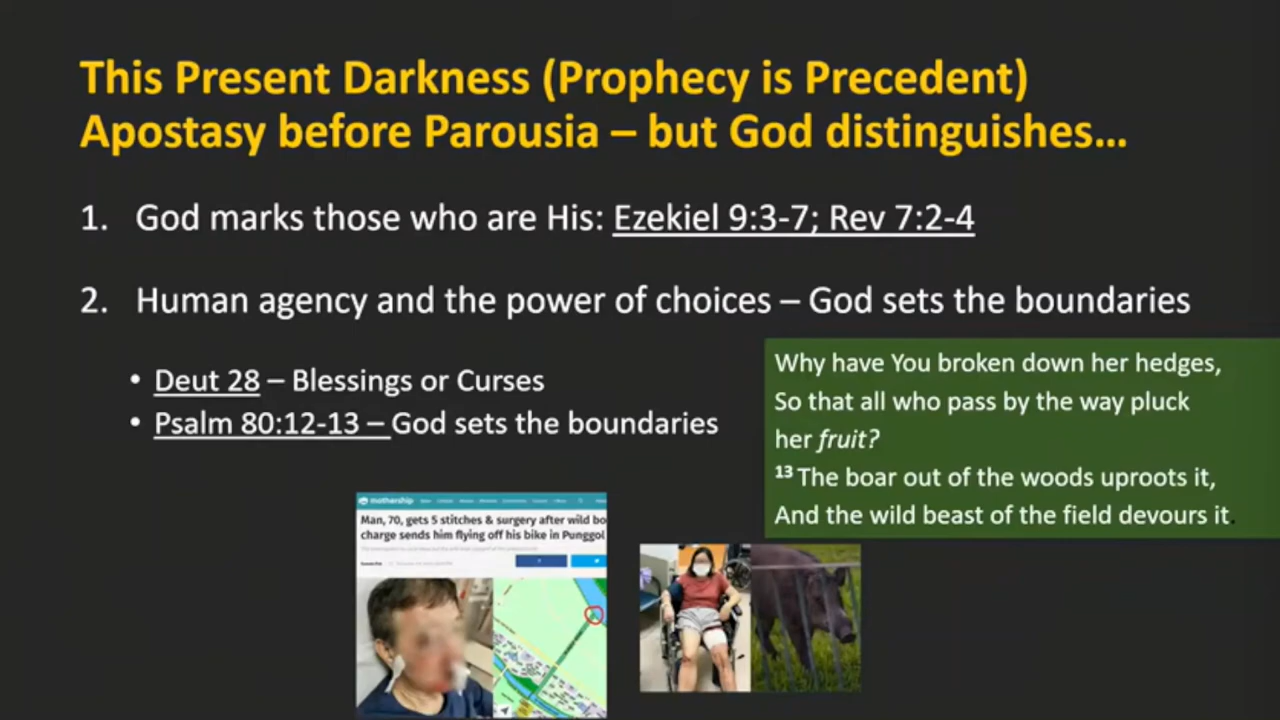 This Present Darkness (Prophecy is Precedent)
Apostasy before Parousia – but God distinguishes...
1. God marks those who are His: Ezekiel 9:3-7; Rev 7:2-4
2. Human agency and the power of choices – God sets the boundaries
• Deut 28 – Blessings or Curses
• Psalm 80:12-13 – God sets the boundaries
Why have You broken down her hedges,
So that all who pass by the way pluck
her fruit?
13 The boar out of the woods uproots it,
And the wild beast of the field devours it.
mothership
Man, 70, gets 5 stitches & surgery after wild bo
charge sends him flying off his bike in Punggol